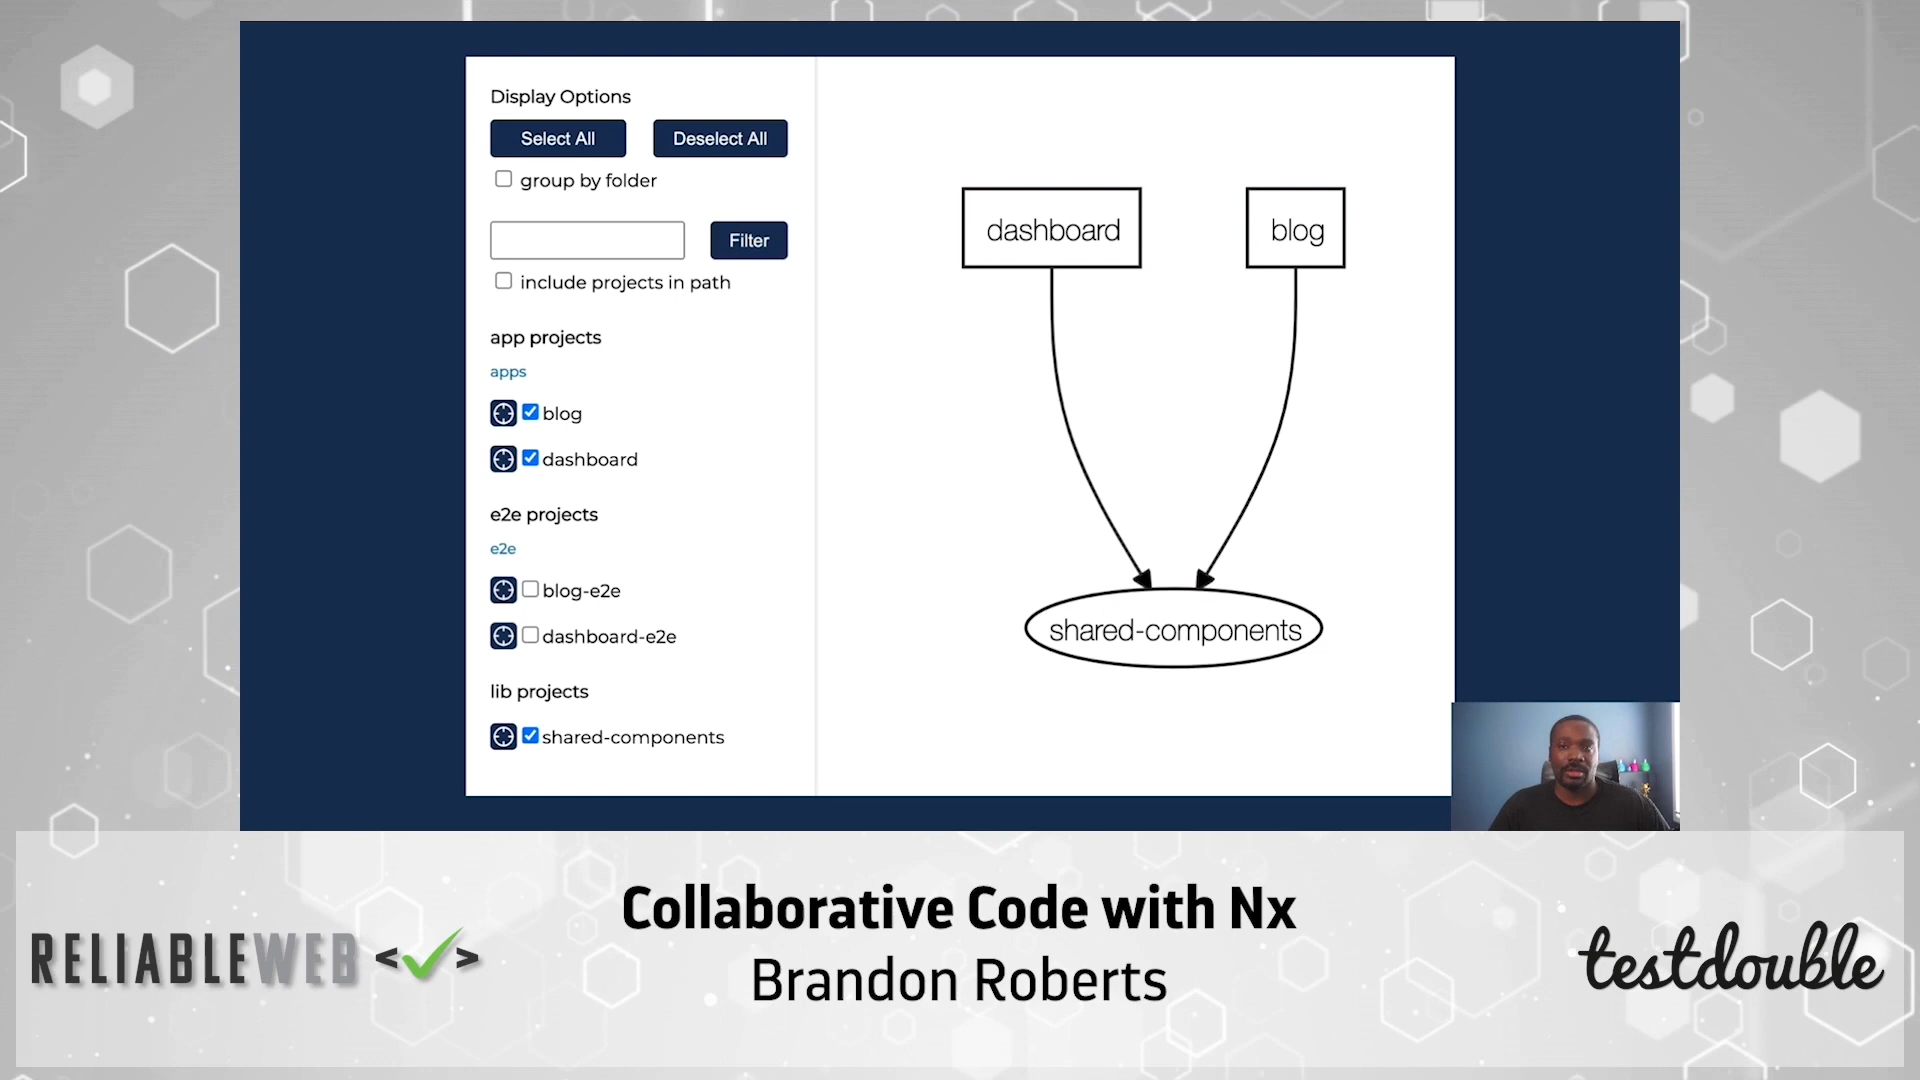 Display Options
Select All
Deselect All
group by folder
Filter
include projects in path
app projects
apps
blog
dashboard
e2e projects
e2e
blog-e2e
dashboard-e2e
lib projects
shared-components
dashboard
blog
shared-components
Collaborative Code with Nx
Brandon Roberts
RELIABLEWEB < >
testdouble